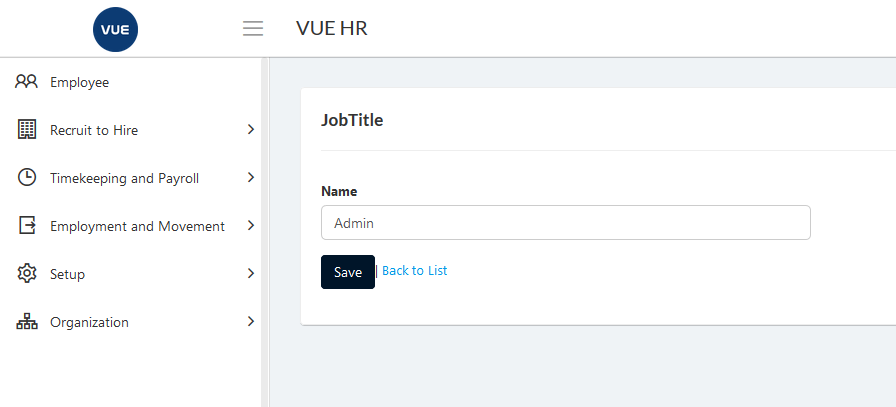 VUE
VUE HR
Employee
Recruit to Hire
Timekeeping and Payroll
Employment and Movement
Setup
Organization
JobTitle
Name
Admin
Save | Back to List